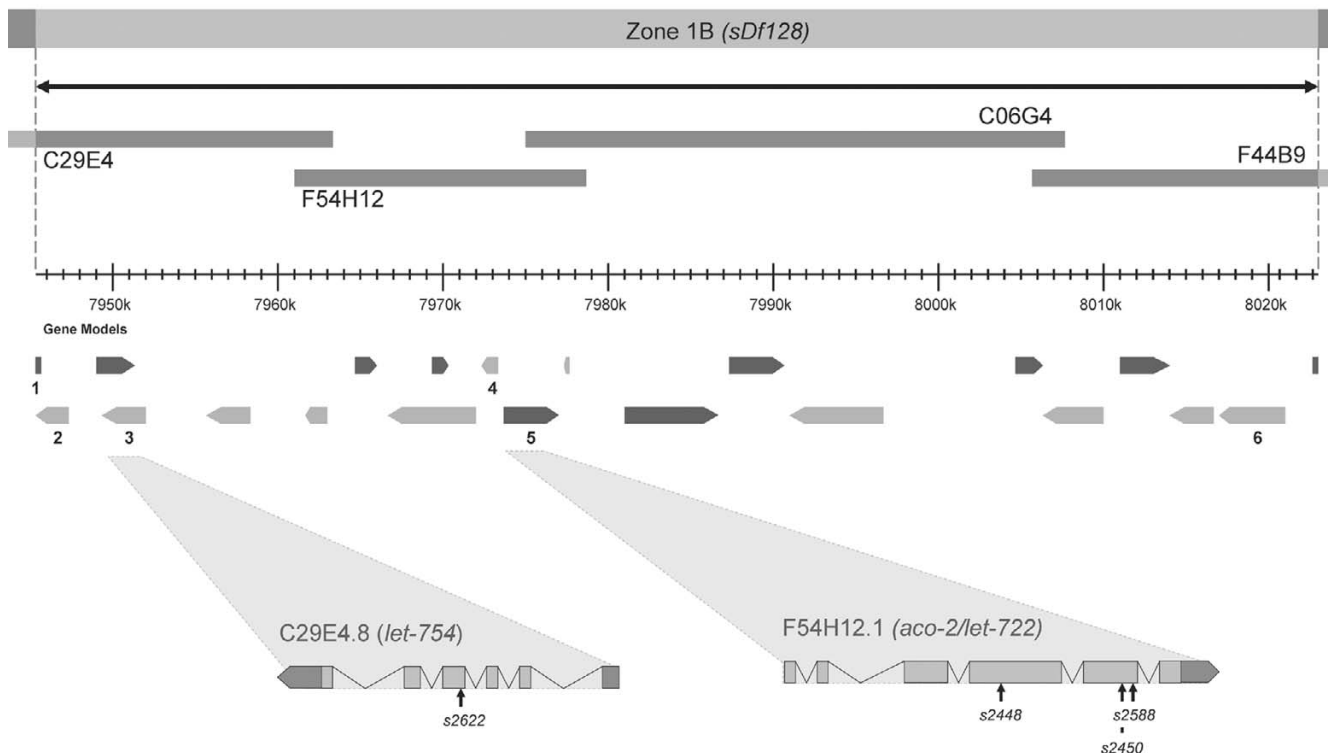 Zone 1B (sDf128)
C06G4
C29E4
F44B9
F54H12
7950k 7960k 7970k 7980k 7990k 8000k 8010k 8020k
Gene Models
1
4
2
3
5
6
C29E4.8 (let-754)
F54H12.1 (aco-2/let-722)
s2622
s2448
s2588
s2450